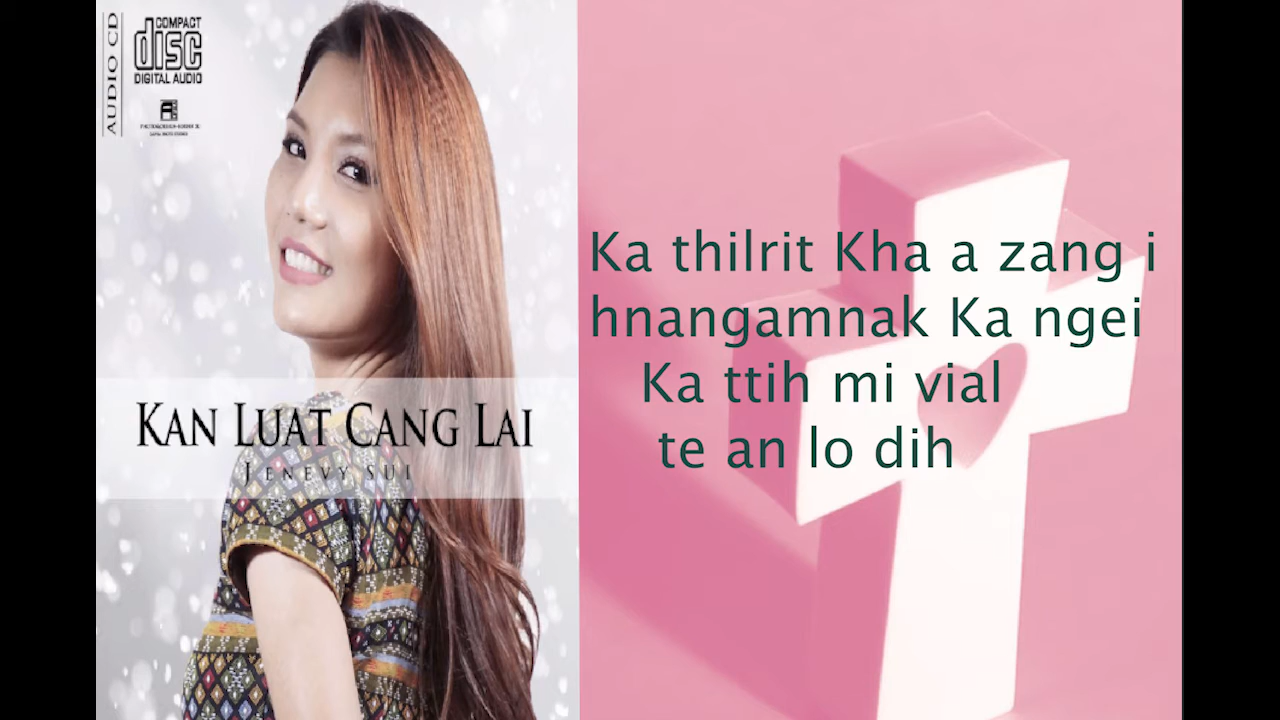 AUDIO CD
COMPACT
disc
DIGITAL AUDIO
KAN LUAT CANG LAI
JENEVY SUI
Ka thilrit Kha a zang i
hnangamnak Ka ngei
Ka ttih mi vial
te an lo dih